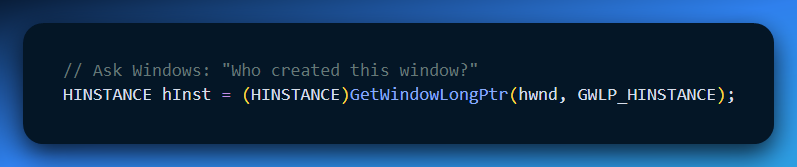 // Ask Windows: "Who created this window?"
HINSTANCE hInst = (HINSTANCE)GetWindowLongPtr(hwnd, GWLP_HINSTANCE);